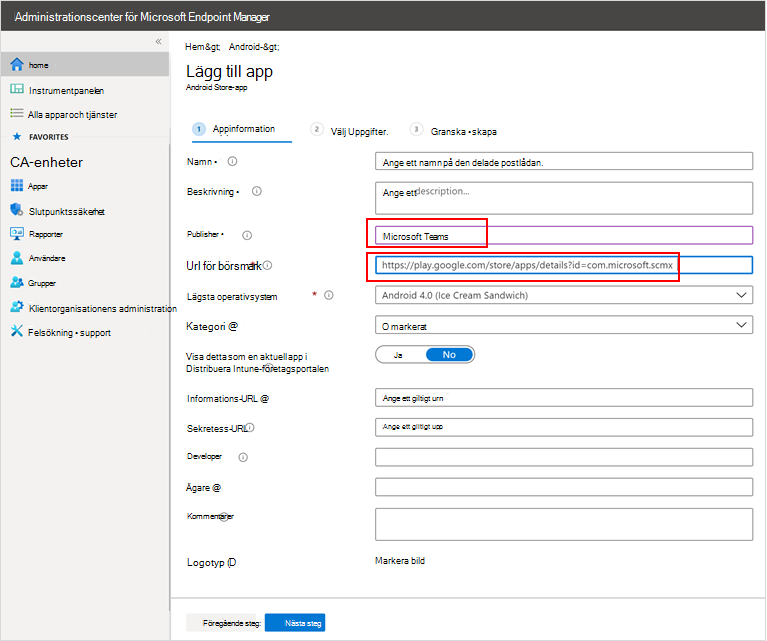 Administrationscenter för Microsoft Endpoint Manager
«
home
Instrumentpanelen
Alla apparoch tjänster
FAVORITES
CA-enheter
Appar
Slutpunktssäkerhet
Rapporter
Användare
Grupper
Klientorganisationens administration
Felsökning • support
Hem&gt; Android-&gt;
Lägg till app
Android Store-app
1 Appinformation
2 Välj Uppgifter.
3 Granska •skapa
Namn •
Ange ett namn på den delade postlådan.
Beskrivning •
Ange ett description...
Publisher •
Microsoft Teams
Url för börsmärk
https://play.google.com/store/apps/details?id=com.microsoft.scmx
Lägsta operativsystem *
Android 4.0 (Ice Cream Sandwich)
Kategori @
O markerat
Visa detta som en aktuell app i
Distribuera Intune-företagsportalen
Ja No
Informations-URL @
Ange ett giltigt urn
Sekretess-URL
Ange ett giltigt upp
Developer
Ägare @
Kommentarer
Logotyp (D
Markera bild
Föregående steg:
Nästa steg